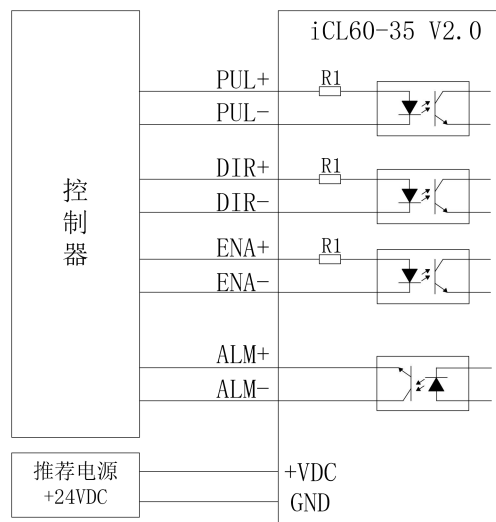 iCL60-35 V2.0
PUL+
R1
PUL-
DIR+
R1
DIR-
ENA+
R1
ENA-
ALM+
ALM-
控制器
推荐电源
+24VDC
+VDC
GND